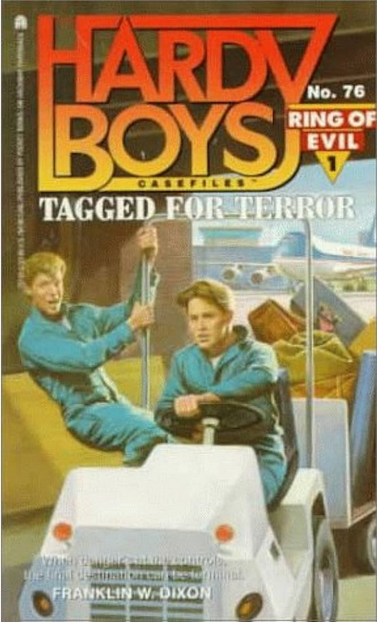 HARDY
BOYS
No. 76
RING OF
EVIL
1
CASEFILES™
TAGGED FOR TERROR
When danger's at the controls,
the final destination can be terminal.
FRANKLIN W. DIXON